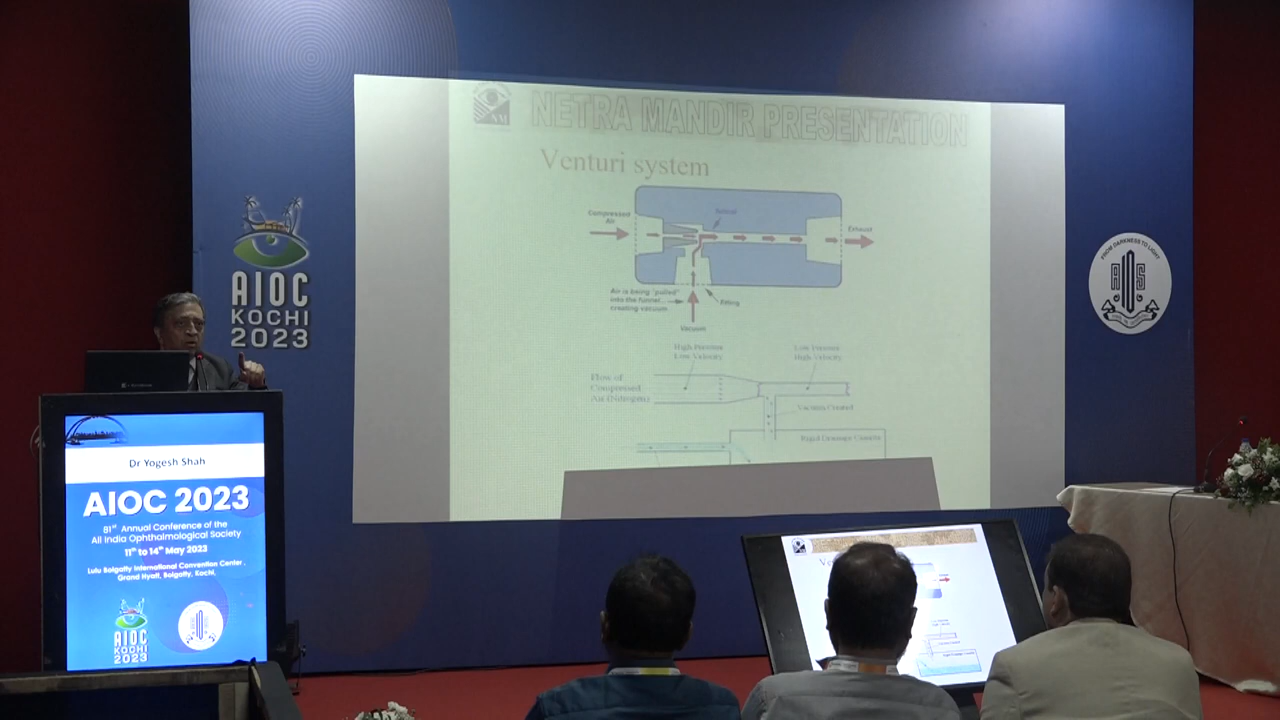 NETRA MANDIR PRESENTATION
Venturi system
Compressed
Air
Exhaust
Air is being "pulled"
into the funnel...
creating vacuum
Fitting
Vacuum
High Pressure
Low Velocity
Low Pressure
High Velocity
Flow of
Compressed
Air (Nitrogen)
Vacuum Created
Rigid Drainage Cassette
AIOC
KOCHI
2023
FROM DARKNESS TO LIGHT
Dr Yogesh Shah
AIOC 2023
81st Annual Conference of the
All India Ophthalmological Society
11th to 14th May 2023
Lulu Bolgatty International Convention Center,
Grand Hyatt, Bolgatty, Kochi,
AIOC
KOCHI
2023